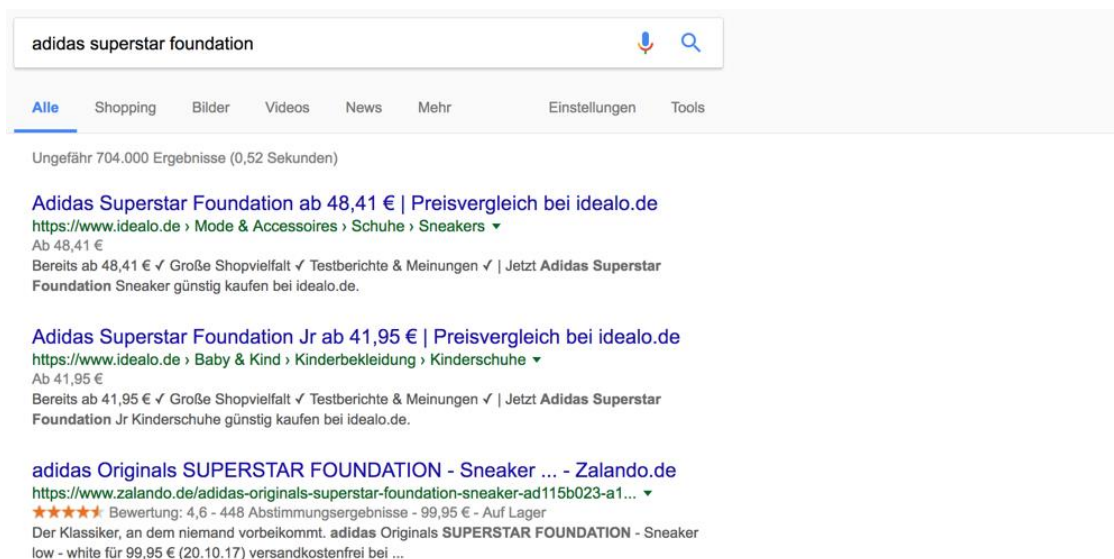 adidas superstar foundation
Alle Shopping Bilder Videos News Mehr Einstellungen Tools
Ungefähr 704.000 Ergebnisse (0,52 Sekunden)
Adidas Superstar Foundation ab 48,41 € | Preisvergleich bei idealo.de
https://www.idealo.de › Mode & Accessoires › Schuhe › Sneakers ▼
Ab 48,41 €
Bereits ab 48,41 € ✓ Große Shopvielfalt ✓ Testberichte & Meinungen ✓ | Jetzt Adidas Superstar
Foundation Sneaker günstig kaufen bei idealo.de.
Adidas Superstar Foundation Jr ab 41,95 € | Preisvergleich bei idealo.de
https://www.idealo.de › Baby & Kind › Kinderbekleidung › Kinderschuhe ▼
Ab 41,95 €
Bereits ab 41,95 € ✓ Große Shopvielfalt ✓ Testberichte & Meinungen ✓ | Jetzt Adidas Superstar
Foundation Jr Kinderschuhe günstig kaufen bei idealo.de.
adidas Originals SUPERSTAR FOUNDATION - Sneaker ... - Zalando.de
https://www.zalando.de/adidas-originals-superstar-foundation-sneaker-ad115b023-a1... ▼
Bewertung: 4,6 - 448 Abstimmungsergebnisse - 99,95 € - Auf Lager
Der Klassiker, an dem niemand vorbeikommt. adidas Originals SUPERSTAR FOUNDATION - Sneaker
low - white für 99,95 € (20.10.17) versandkostenfrei bei ...